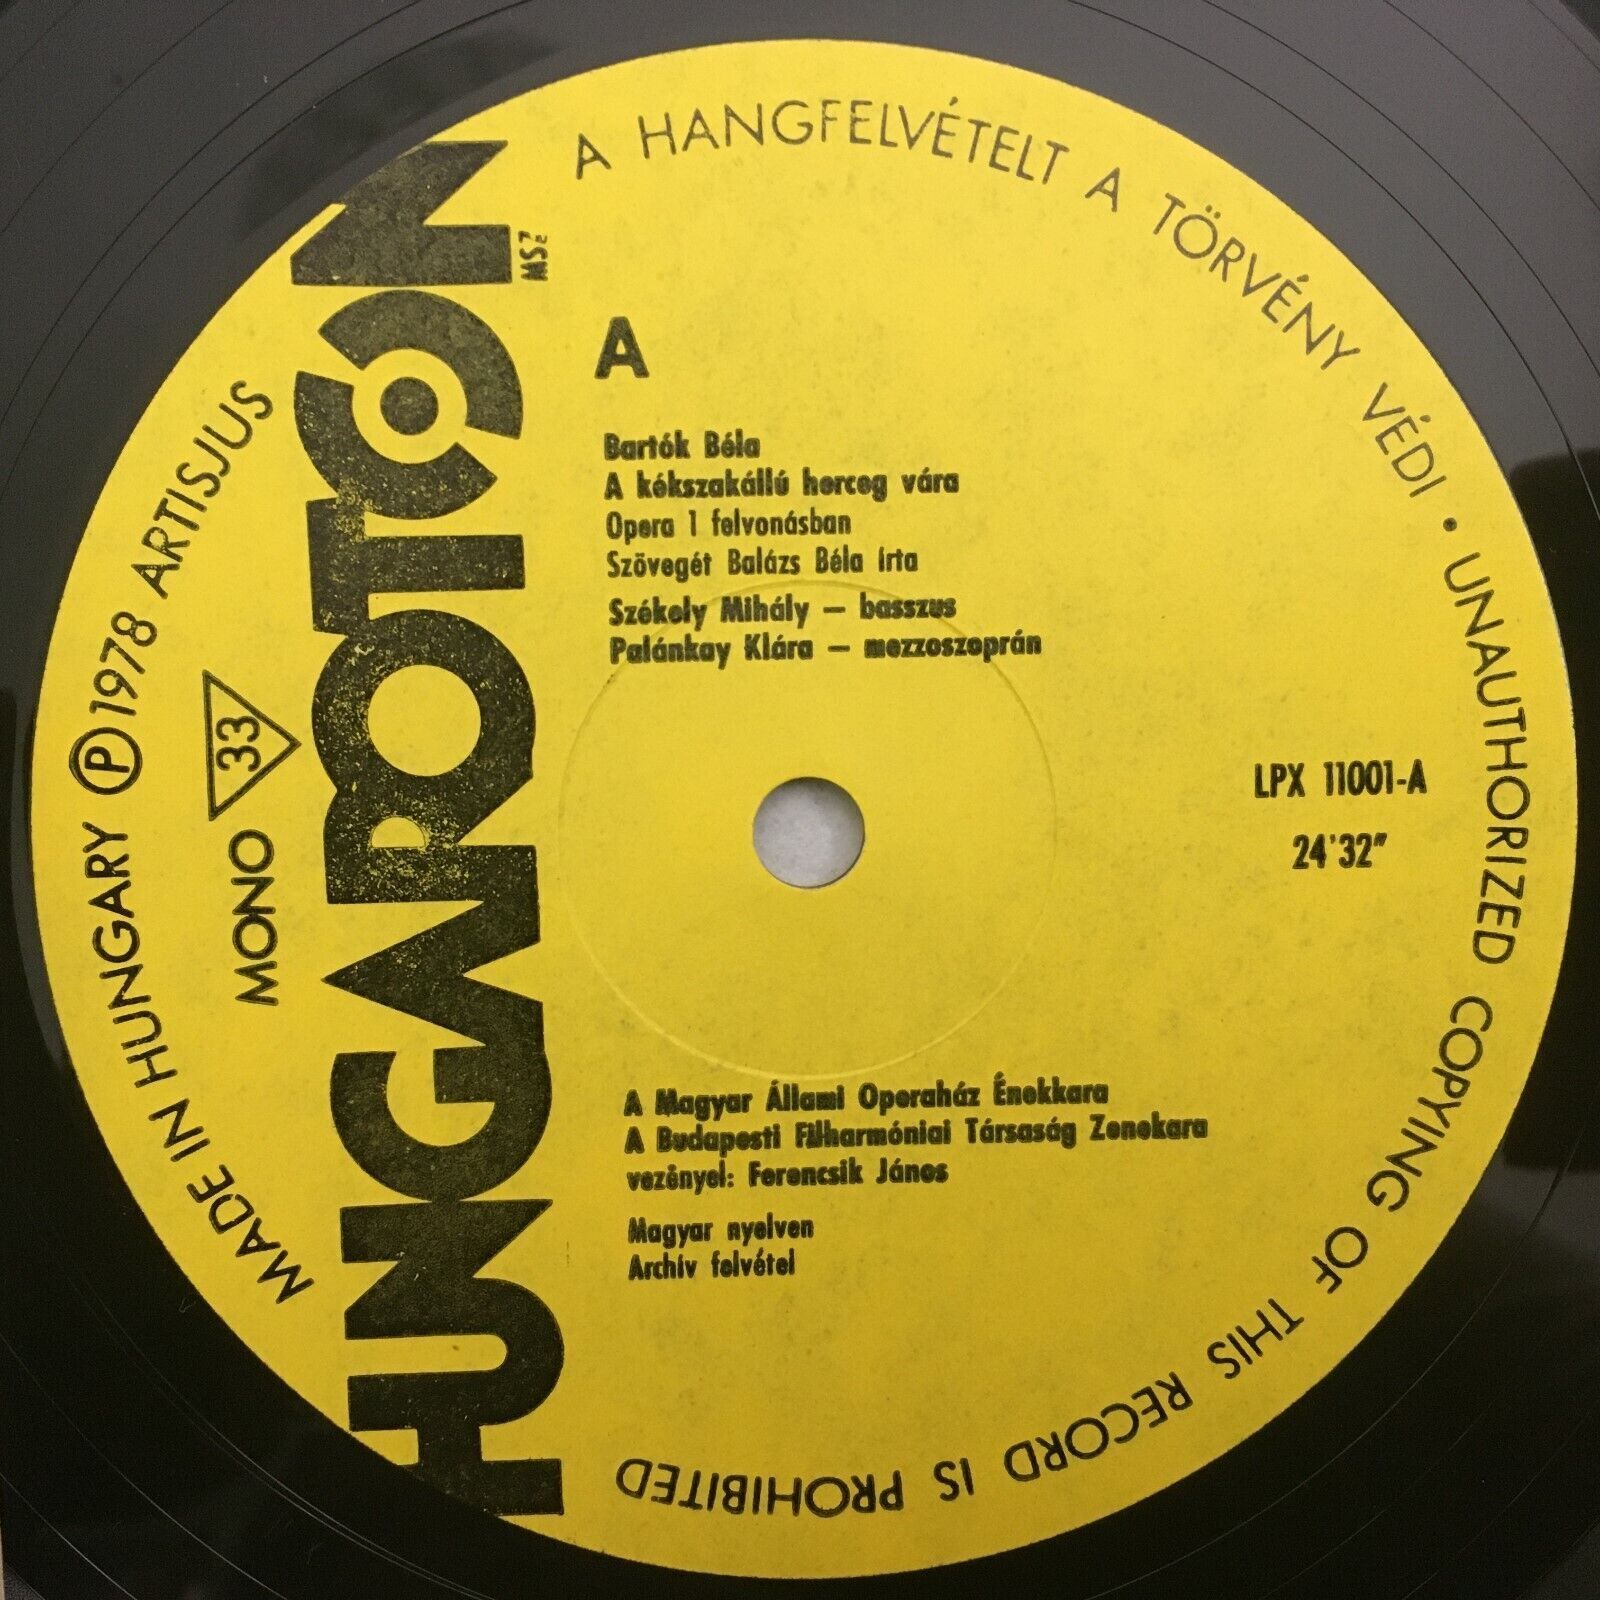 A HANGFELVÉTELT A TÖRVÉNY VÉDI • UNAUTHORIZED COPYING OF THIS RECORD IS PROHIBITED
MADE IN HUNGARY Ⓟ 1978 ARTISJUS
MONO 33
HUNGAROTON
MSZ
A
Bartók Béla
A kékszakállú herceg vára
Opera 1 felvonásban
Szövegét Balázs Béla írta
Székely Mihály – basszus
Palánkay Klára – mezzoszoprán
LPX 11001-A
24'32"
A Magyar Állami Operaház Énekkara
A Budapesti Filharmóniai Társaság Zenekara
vezényel: Ferencsik János
Magyar nyelven
Archív felvétel